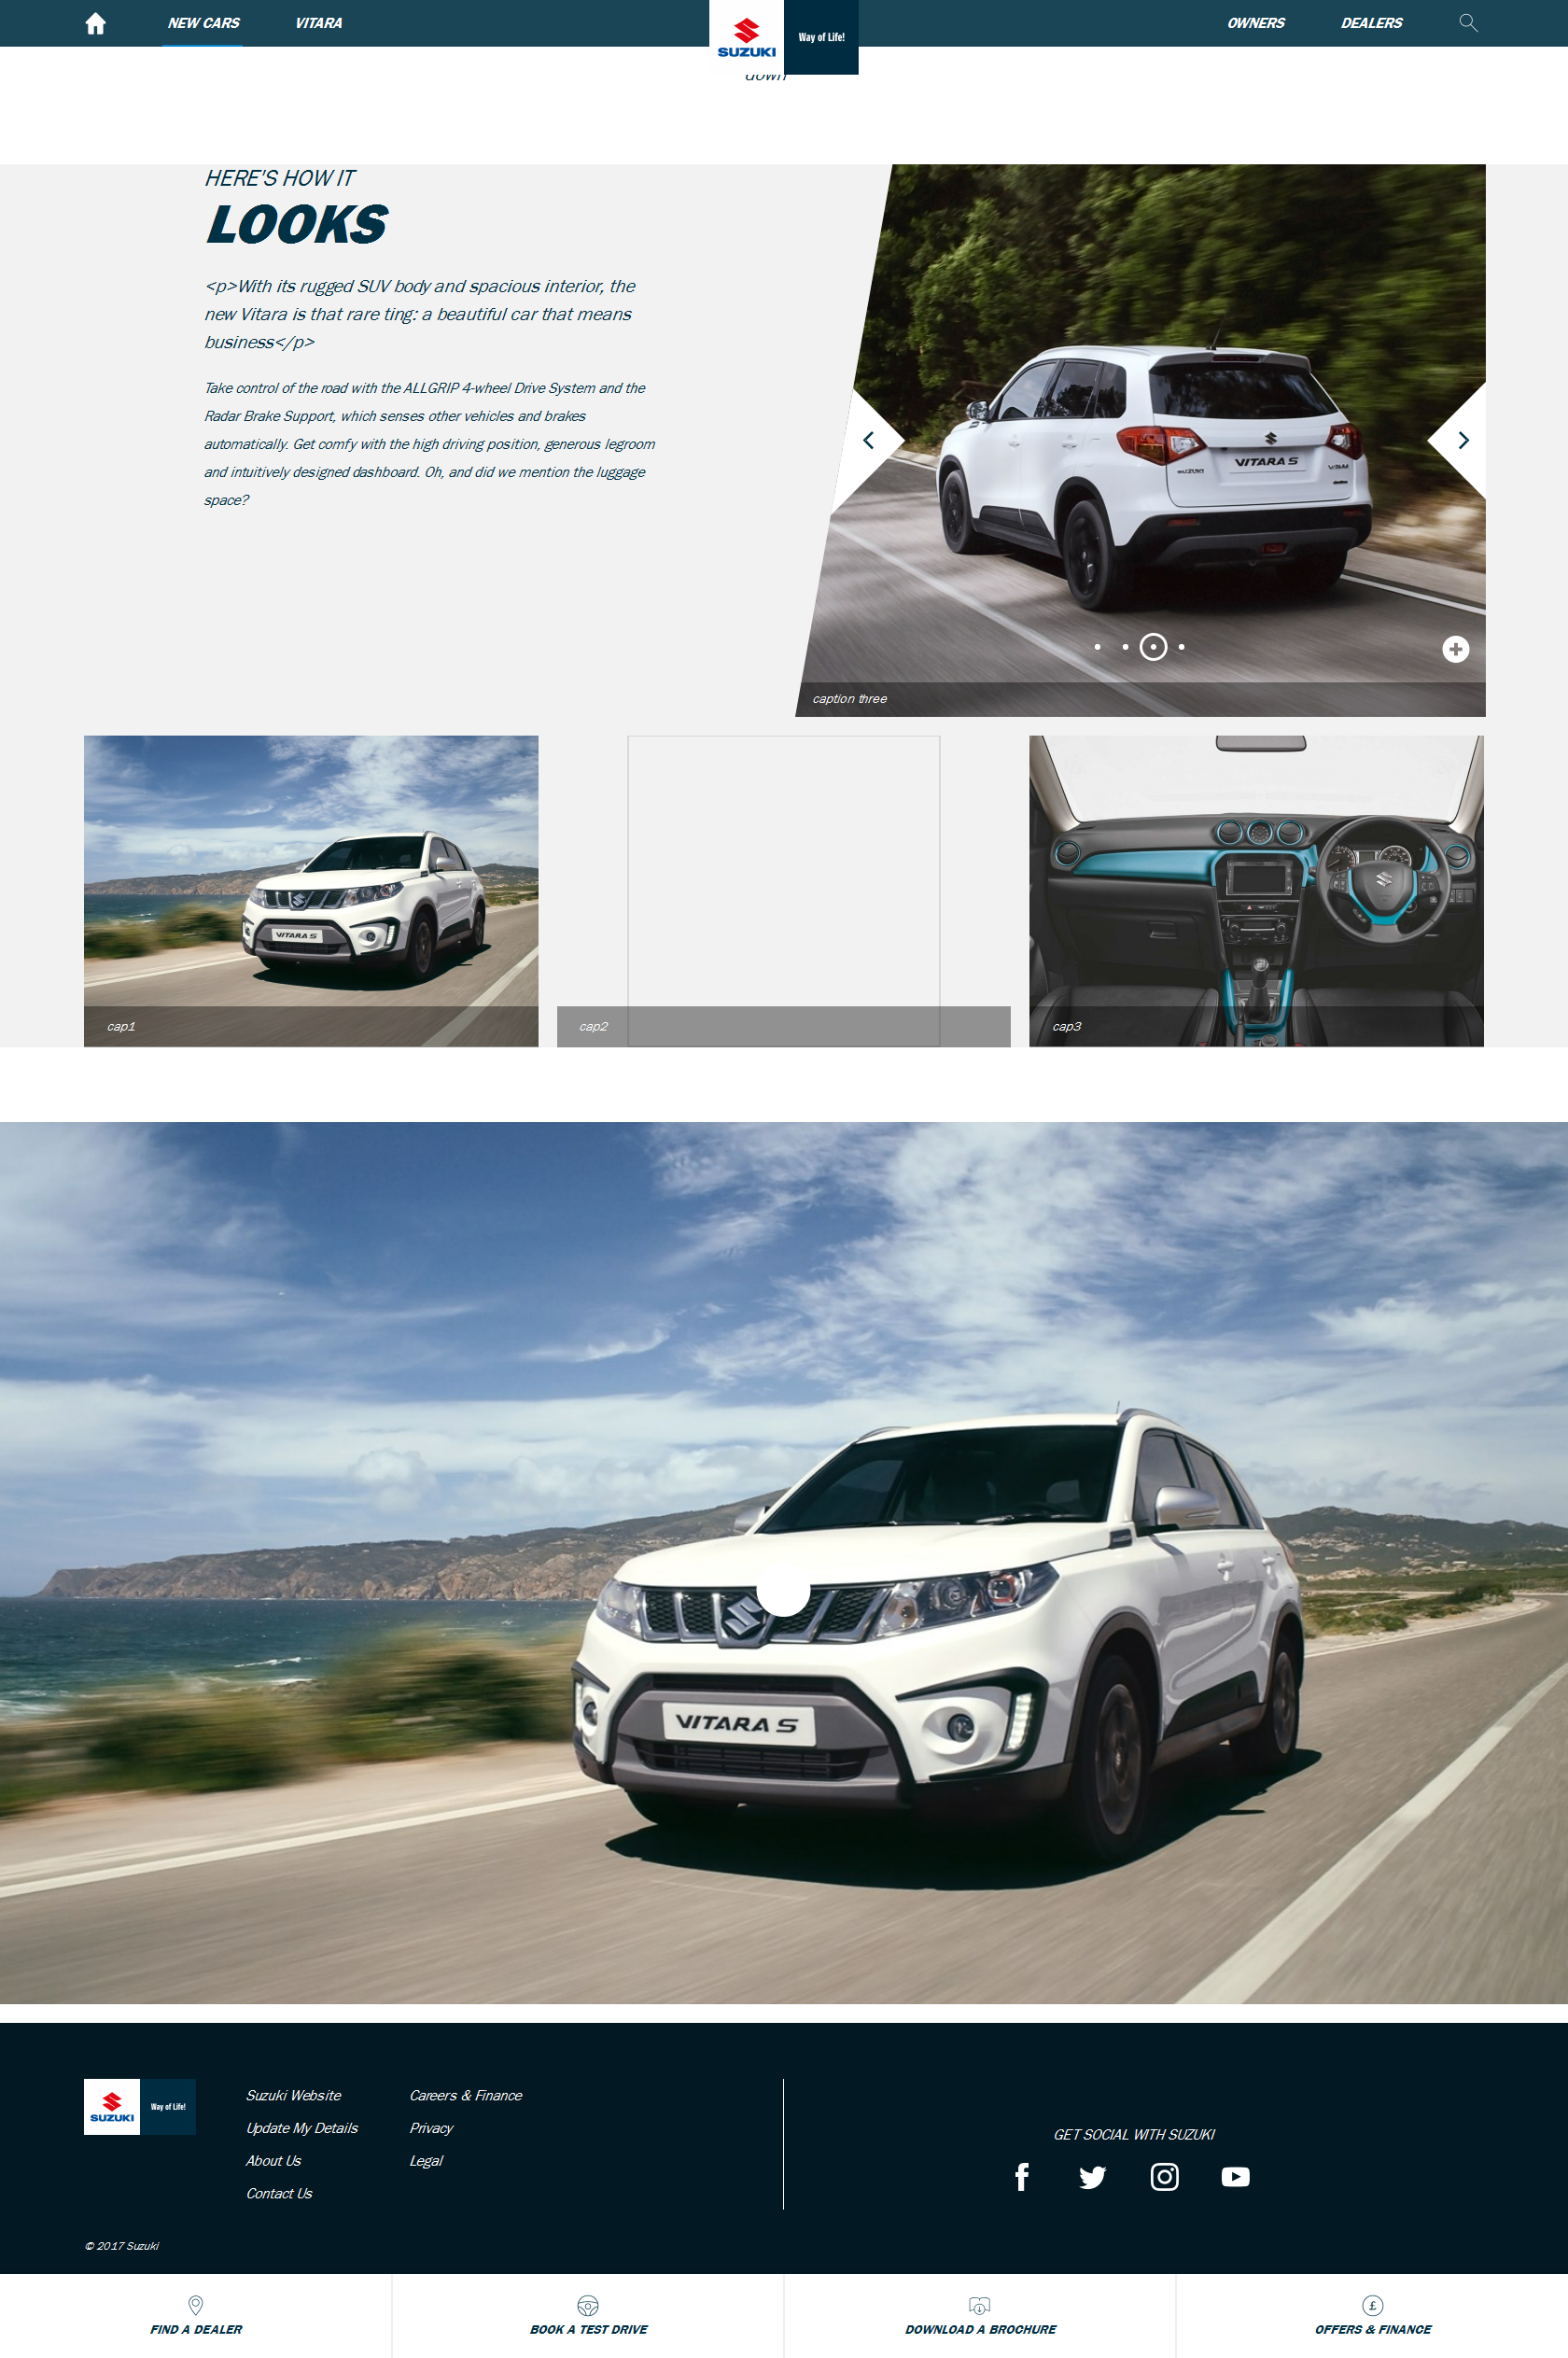 NEW CARS
VITARA
SUZUKI
Way of Life!
OWNERS
DEALERS
down
HERE'S HOW IT
LOOKS
<p>With its rugged SUV body and spacious interior, the
new Vitara is that rare ting: a beautiful car that means
business</p>
Take control of the road with the ALLGRIP 4-wheel Drive System and the
Radar Brake Support, which senses other vehicles and brakes
automatically. Get comfy with the high driving position, generous legroom
and intuitively designed dashboard. Oh, and did we mention the luggage
space?
SUZUKI
VITARA S
VITARA
caption three
VITARA S
cap1
cap2
cap3
VITARA S
SUZUKI
Way of Life!
Suzuki Website
Update My Details
About Us
Contact Us
Careers & Finance
Privacy
Legal
GET SOCIAL WITH SUZUKI
© 2017 Suzuki
FIND A DEALER
BOOK A TEST DRIVE
DOWNLOAD A BROCHURE
OFFERS & FINANCE